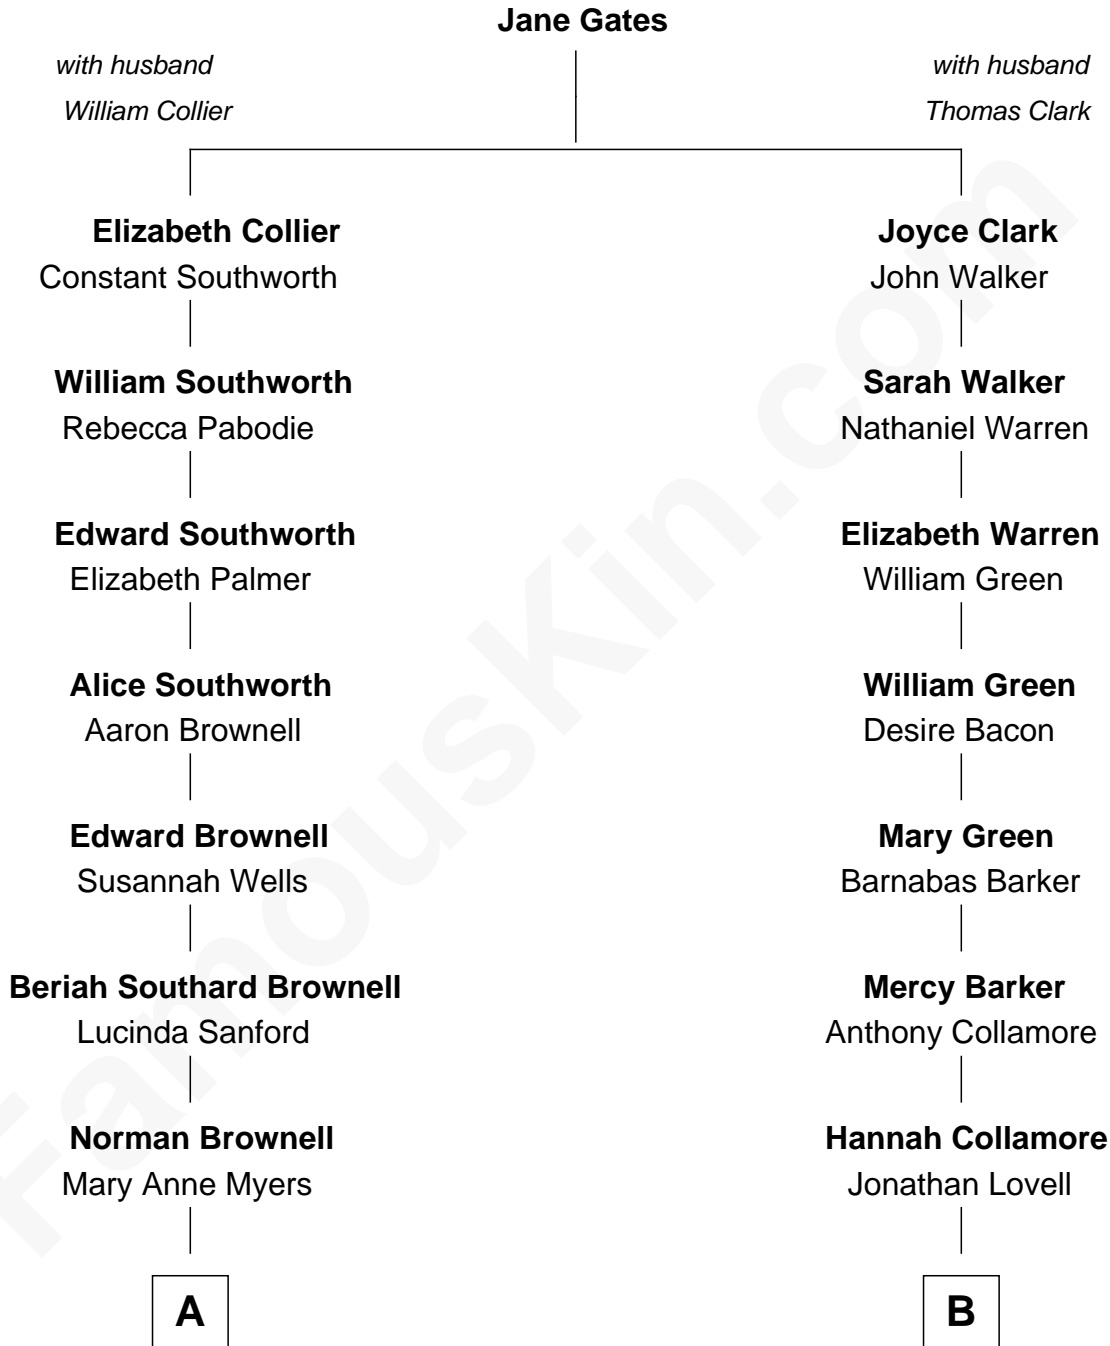 Jane Gates
with husband
William Collier
with husband
Thomas Clark
Elizabeth Collier
Constant Southworth
Joyce Clark
John Walker
William Southworth
Rebecca Pabodie
Sarah Walker
Nathaniel Warren
Edward Southworth
Elizabeth Palmer
Elizabeth Warren
William Green
Alice Southworth
Aaron Brownell
William Green
Desire Bacon
Edward Brownell
Susannah Wells
Mary Green
Barnabas Barker
Beriah Southard Brownell
Lucinda Sanford
Mercy Barker
Anthony Collamore
Norman Brownell
Mary Anne Myers
Hannah Collamore
Jonathan Lovell
A
B
FamousKin.com